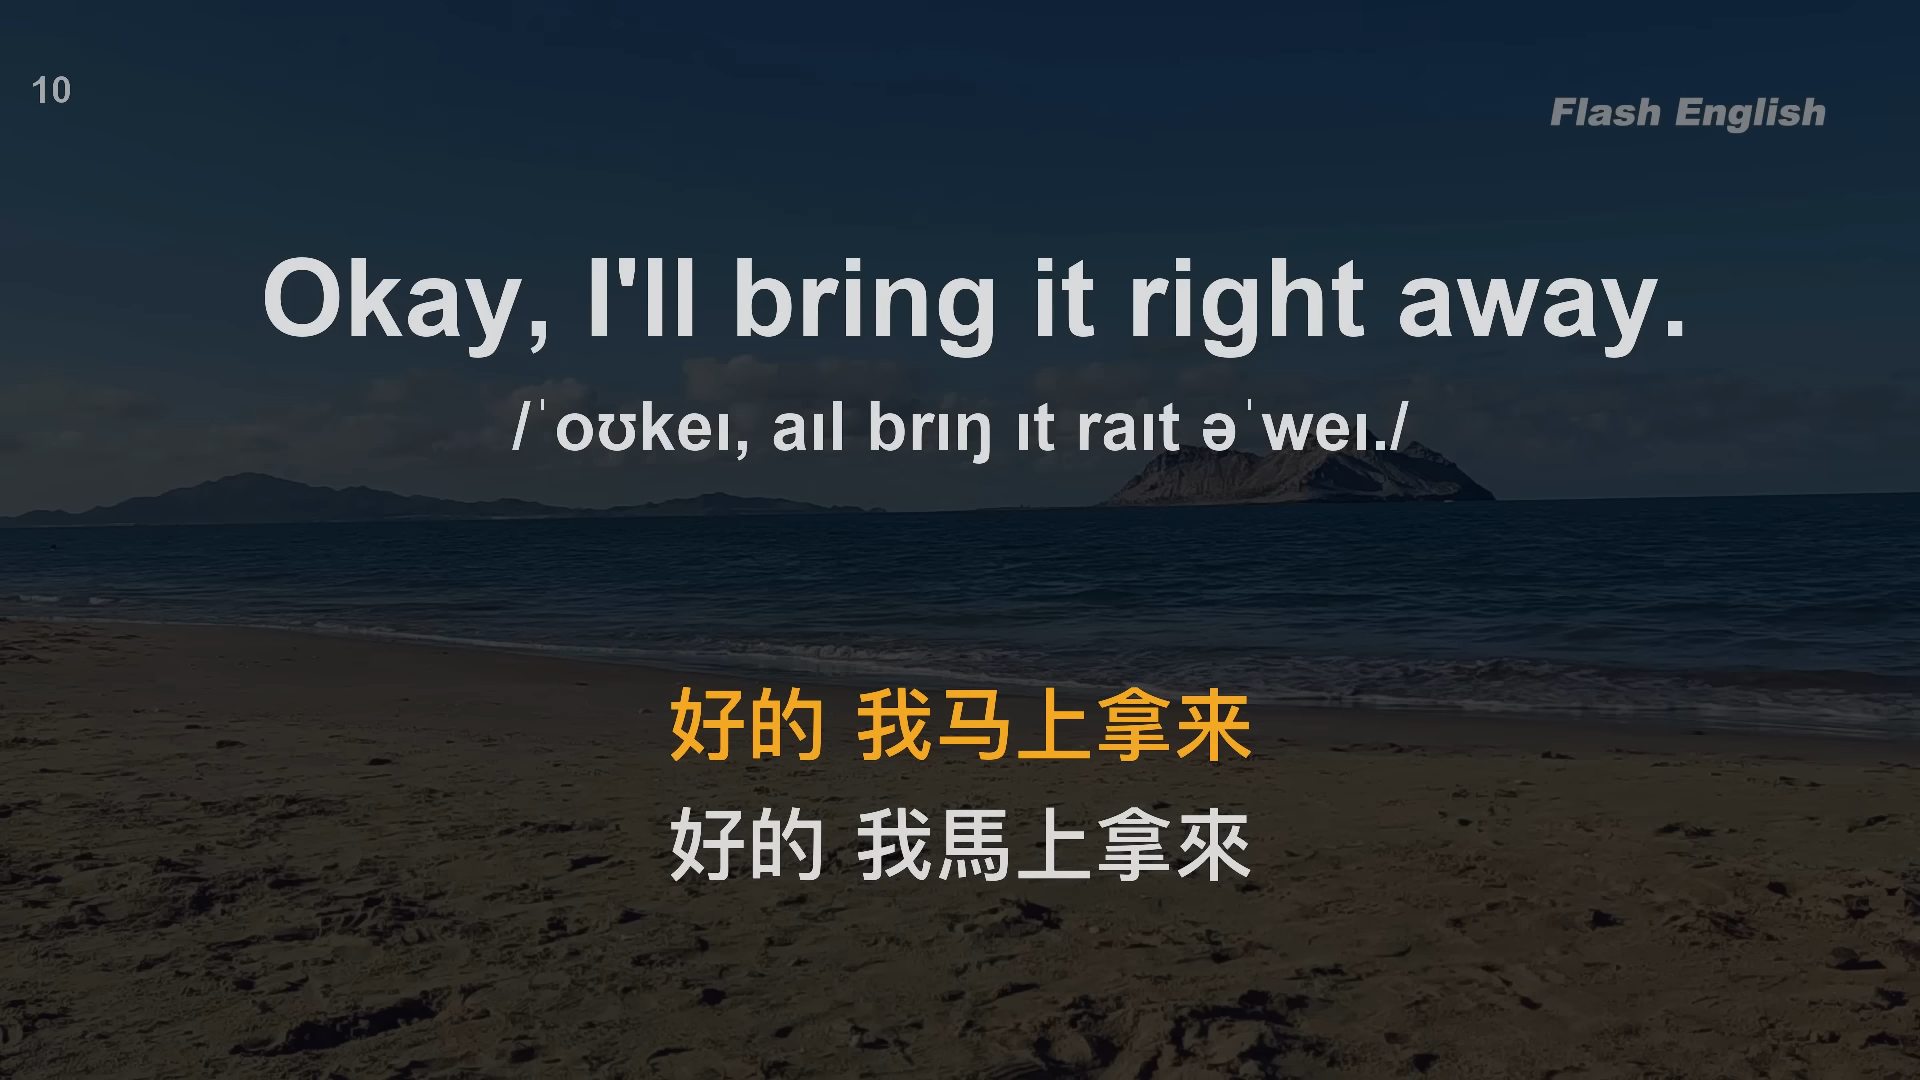 10
Flash English
Okay, I'll bring it right away.
/ˈoʊkeɪ, aɪl brɪŋ ɪt raɪt əˈweɪ./
好的 我马上拿来
好的 我馬上拿來